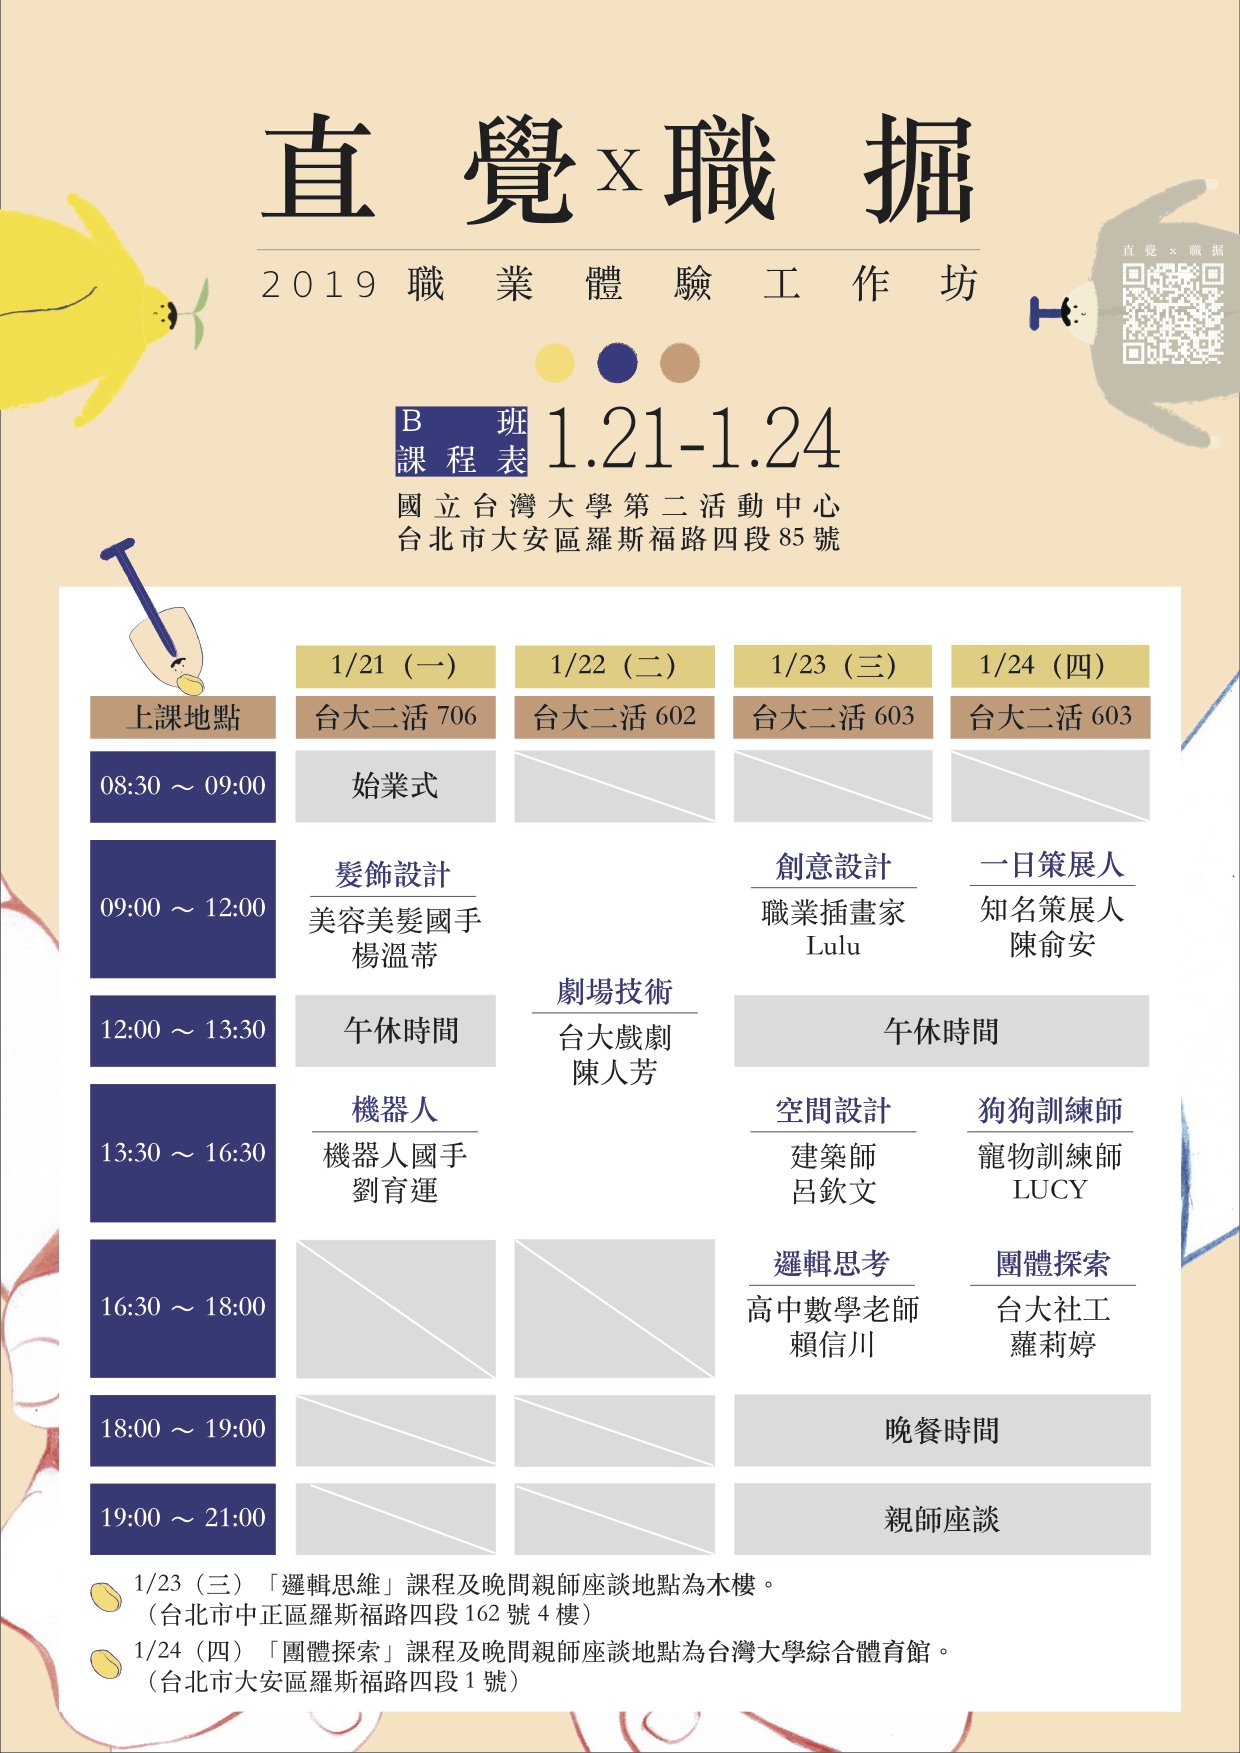 直覺x職掘
2019職業體驗工作坊
直覺x職掘
B班
課程表
1.21-1.24
國立台灣大學第二活動中心
台北市大安區羅斯福路四段 85 號
1/21（一） 1/22（二） 1/23（三） 1/24（四）
上課地點 台大二活 706 台大二活 602 台大二活 603 台大二活 603
08:30 ～ 09:00 始業式
09:00 ～ 12:00
髮飾設計
美容美髮國手
楊溫蒂
劇場技術
台大戲劇
陳人芳
創意設計
職業插畫家
Lulu
一日策展人
知名策展人
陳俞安
12:00 ～ 13:30 午休時間 午休時間
13:30 ～ 16:30
機器人
機器人國手
劉育運
空間設計
建築師
呂欽文
狗狗訓練師
寵物訓練師
LUCY
16:30 ～ 18:00
邏輯思考
高中數學老師
賴信川
團體探索
台大社工
蘿莉婷
18:00 ～ 19:00 晚餐時間
19:00 ～ 21:00 親師座談
1/23（三）「邏輯思維」課程及晚間親師座談地點為木樓。
（台北市中正區羅斯福路四段 162 號 4 樓）
1/24（四）「團體探索」課程及晚間親師座談地點為台灣大學綜合體育館。
（台北市大安區羅斯福路四段 1 號）